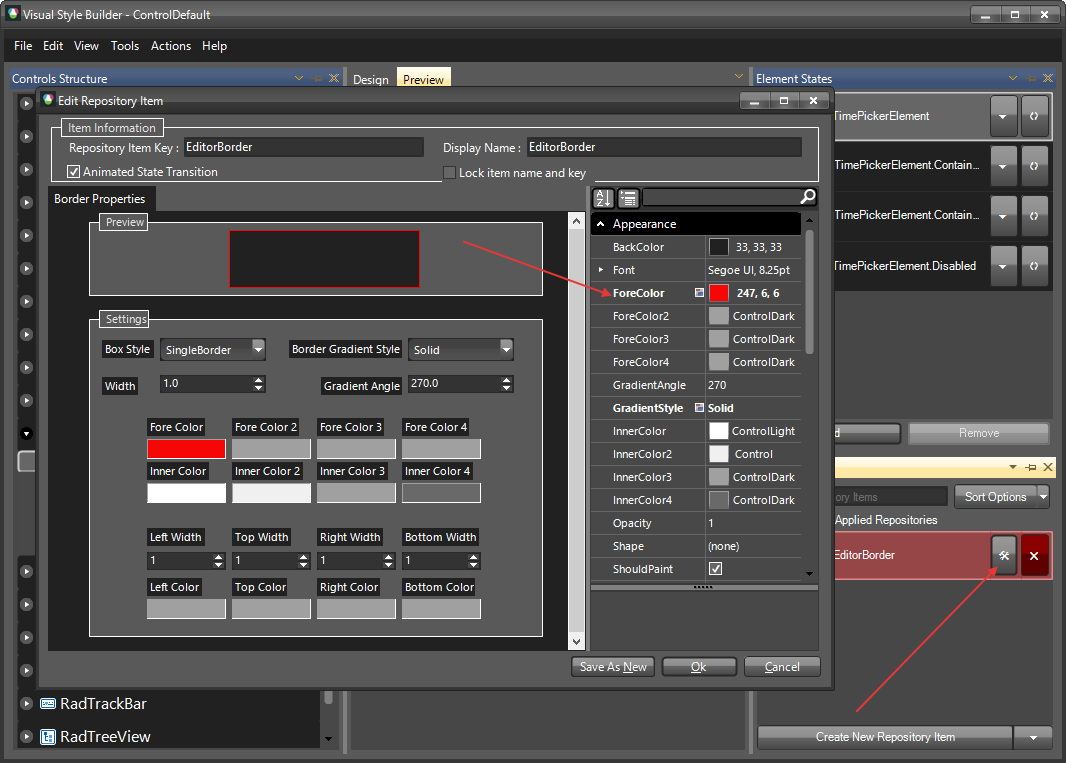 Visual Style Builder - ControlDefault
File Edit View Tools Actions Help
Controls Structure
Design Preview
Element States
Edit Repository Item
Item Information
Repository Item Key : EditorBorder Display Name : EditorBorder
Animated State Transition Lock item name and key
Border Properties
Preview
Settings
Box Style SingleBorder Border Gradient Style Solid
Width 1.0 Gradient Angle 270.0
Fore Color Fore Color 2 Fore Color 3 Fore Color 4
Inner Color Inner Color 2 Inner Color 3 Inner Color 4
Left Width Top Width Right Width Bottom Width
1 1 1 1
Left Color Top Color Right Color Bottom Color
Appearance
BackColor 33, 33, 33
Font Segoe UI, 8.25pt
ForeColor 247, 6, 6
ForeColor2 ControlDark
ForeColor3 ControlDark
ForeColor4 ControlDark
GradientAngle 270
GradientStyle Solid
InnerColor ControlLight
InnerColor2 Control
InnerColor3 ControlDark
InnerColor4 ControlDark
Opacity 1
Shape (none)
ShouldPaint
Save As New Ok Cancel
TimePickerElement
TimePickerElement.Contain...
TimePickerElement.Contain...
TimePickerElement.Disabled
Remove
Items Sort Options
Applied Repositories
EditorBorder
Create New Repository Item
RadTrackBar
RadTreeView